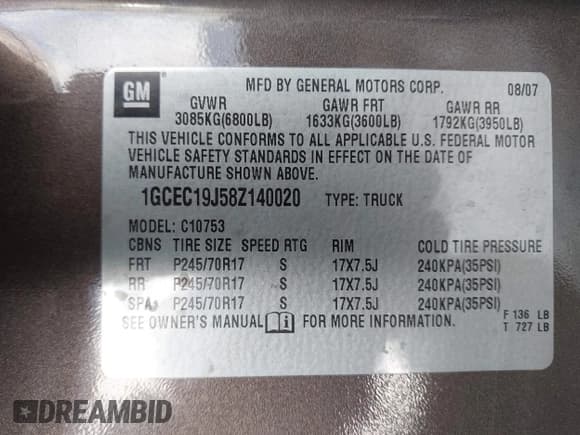 GM
MFD BY GENERAL MOTORS CORP. 08/07
GVWR GAWR FRT GAWR RR
3085KG(6800LB) 1633KG(3600LB) 1792KG(3950LB)
THIS VEHICLE CONFORMS TO ALL APPLICABLE U.S. FEDERAL MOTOR
VEHICLE SAFETY STANDARDS IN EFFECT ON THE DATE OF
MANUFACTURE SHOWN ABOVE.
1GCEC19J58Z140020 TYPE: TRUCK
MODEL: C10753
CBNS TIRE SIZE SPEED RTG RIM COLD TIRE PRESSURE
FRT P245/70R17 S 17X7.5J 240KPA(35PSI)
RR P245/70R17 S 17X7.5J 240KPA(35PSI)
SPA P245/70R17 S 17X7.5J 240KPA(35PSI)
SEE OWNER'S MANUAL i FOR MORE INFORMATION.
F 136 LB
T 727 LB
DREAMBID